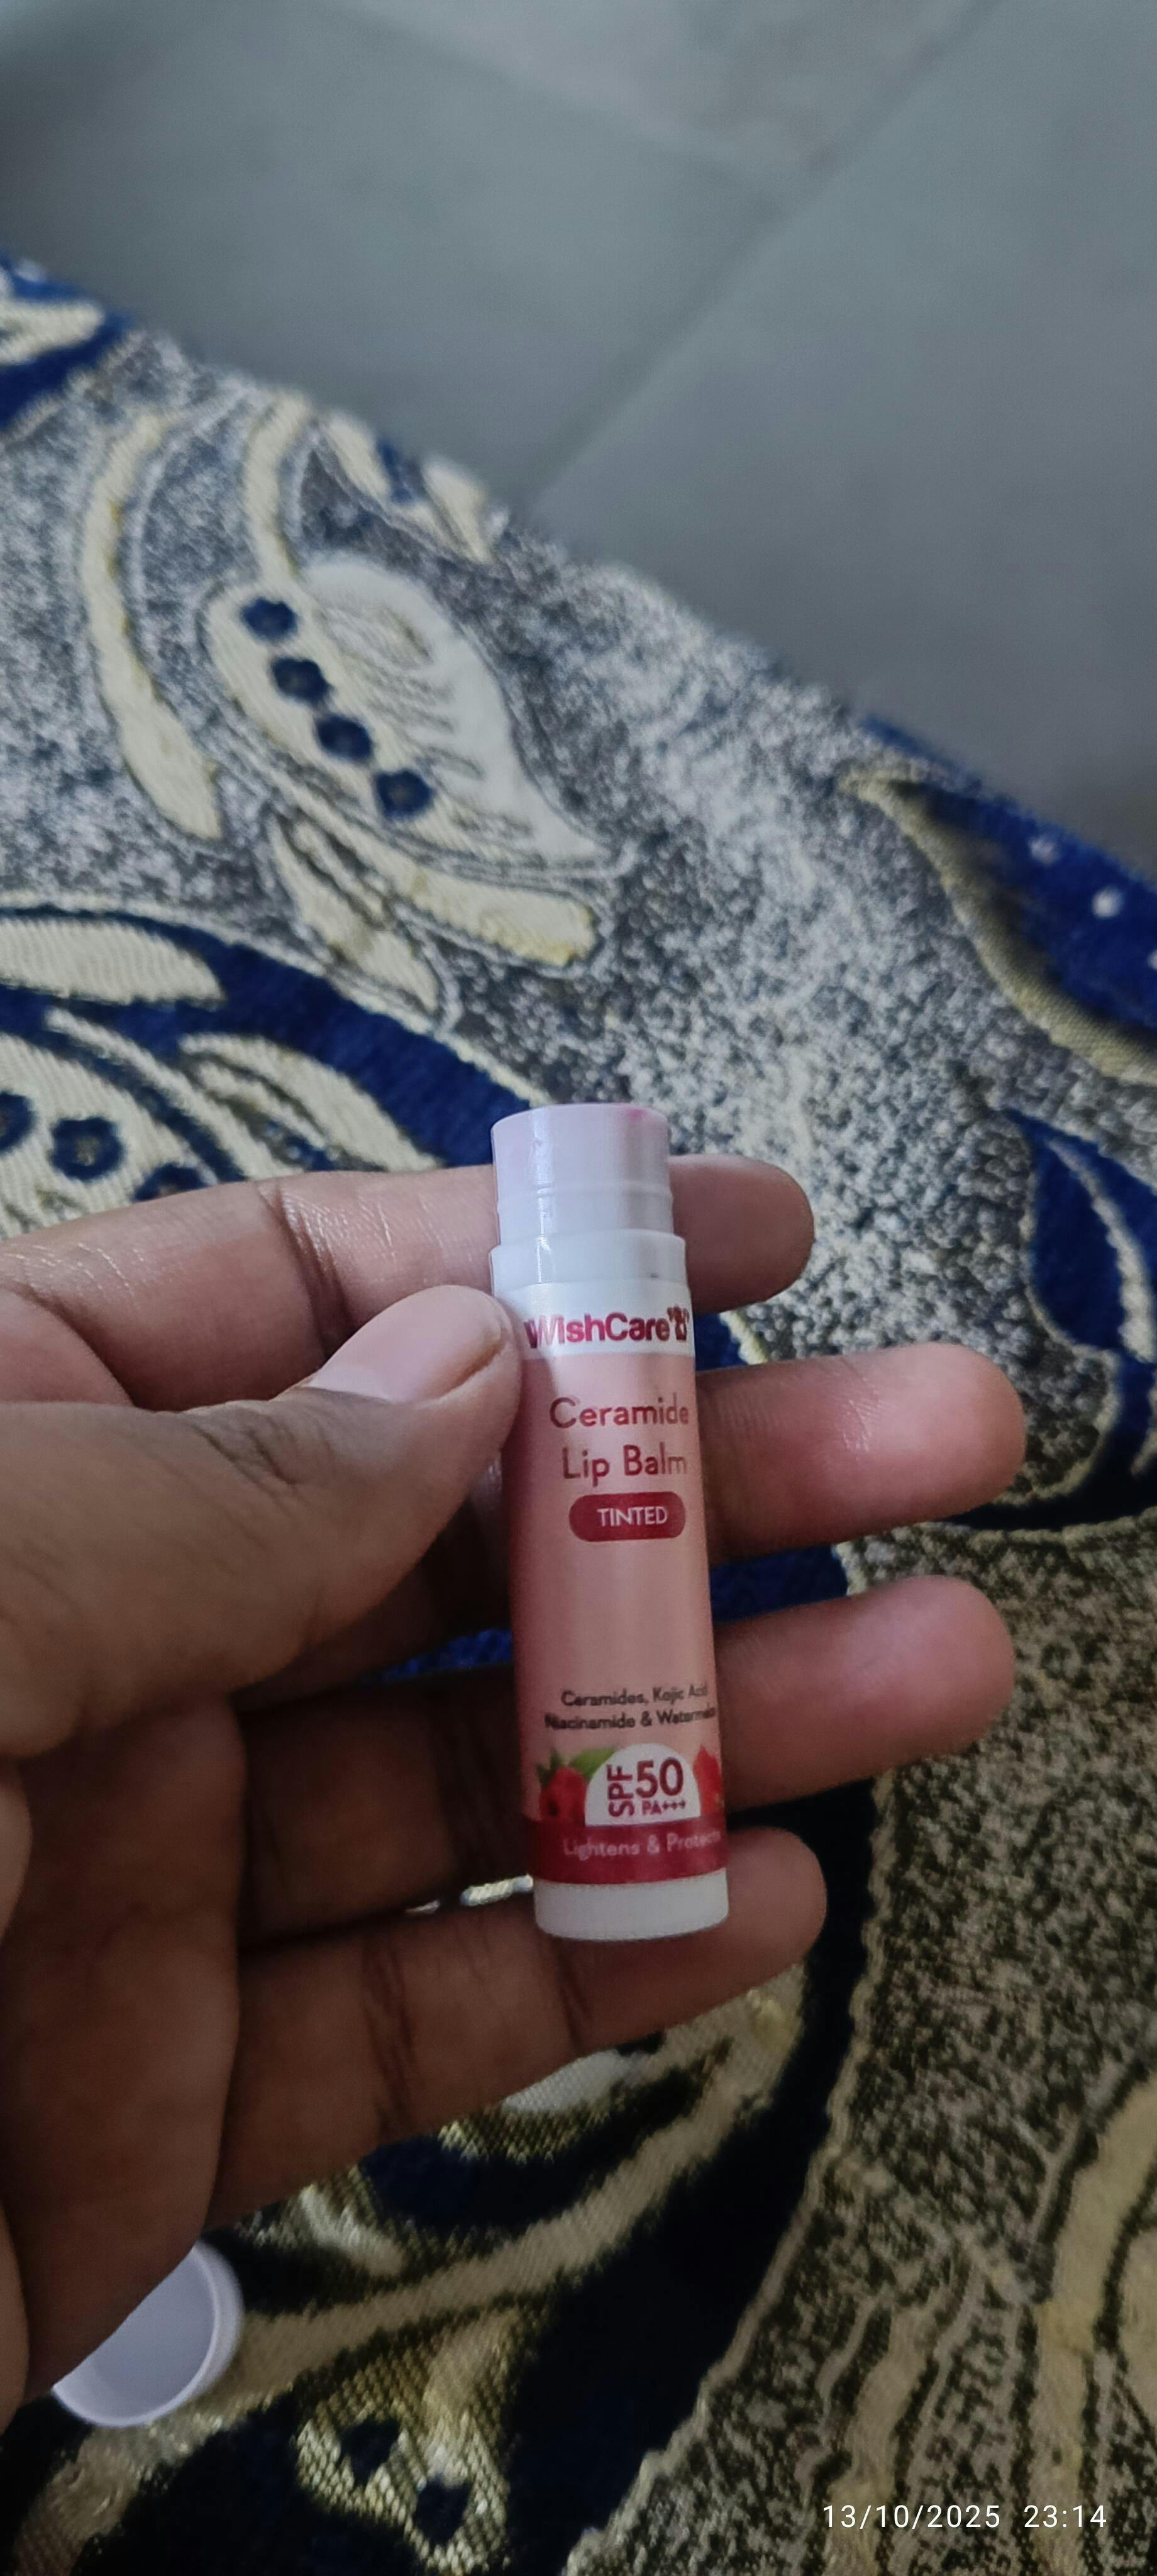 WishCare
Ceramide
Lip Balm
TINTED
Ceramides, Kojic Acid
Niacinamide & Waterme
SPF 50
PA+++
Lightens & Protects
13/10/2025 23:14